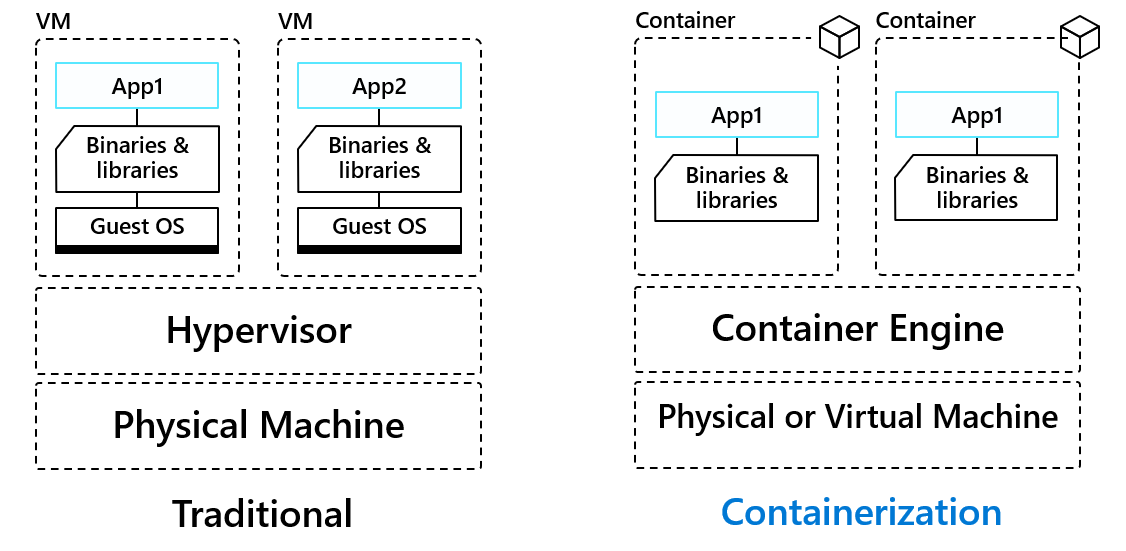 VM
App1
Binaries &
libraries
Guest OS
VM
App2
Binaries &
libraries
Guest OS
Hypervisor
Physical Machine
Traditional
Container
App1
Binaries &
libraries
Container
App1
Binaries &
libraries
Container Engine
Physical or Virtual Machine
Containerization